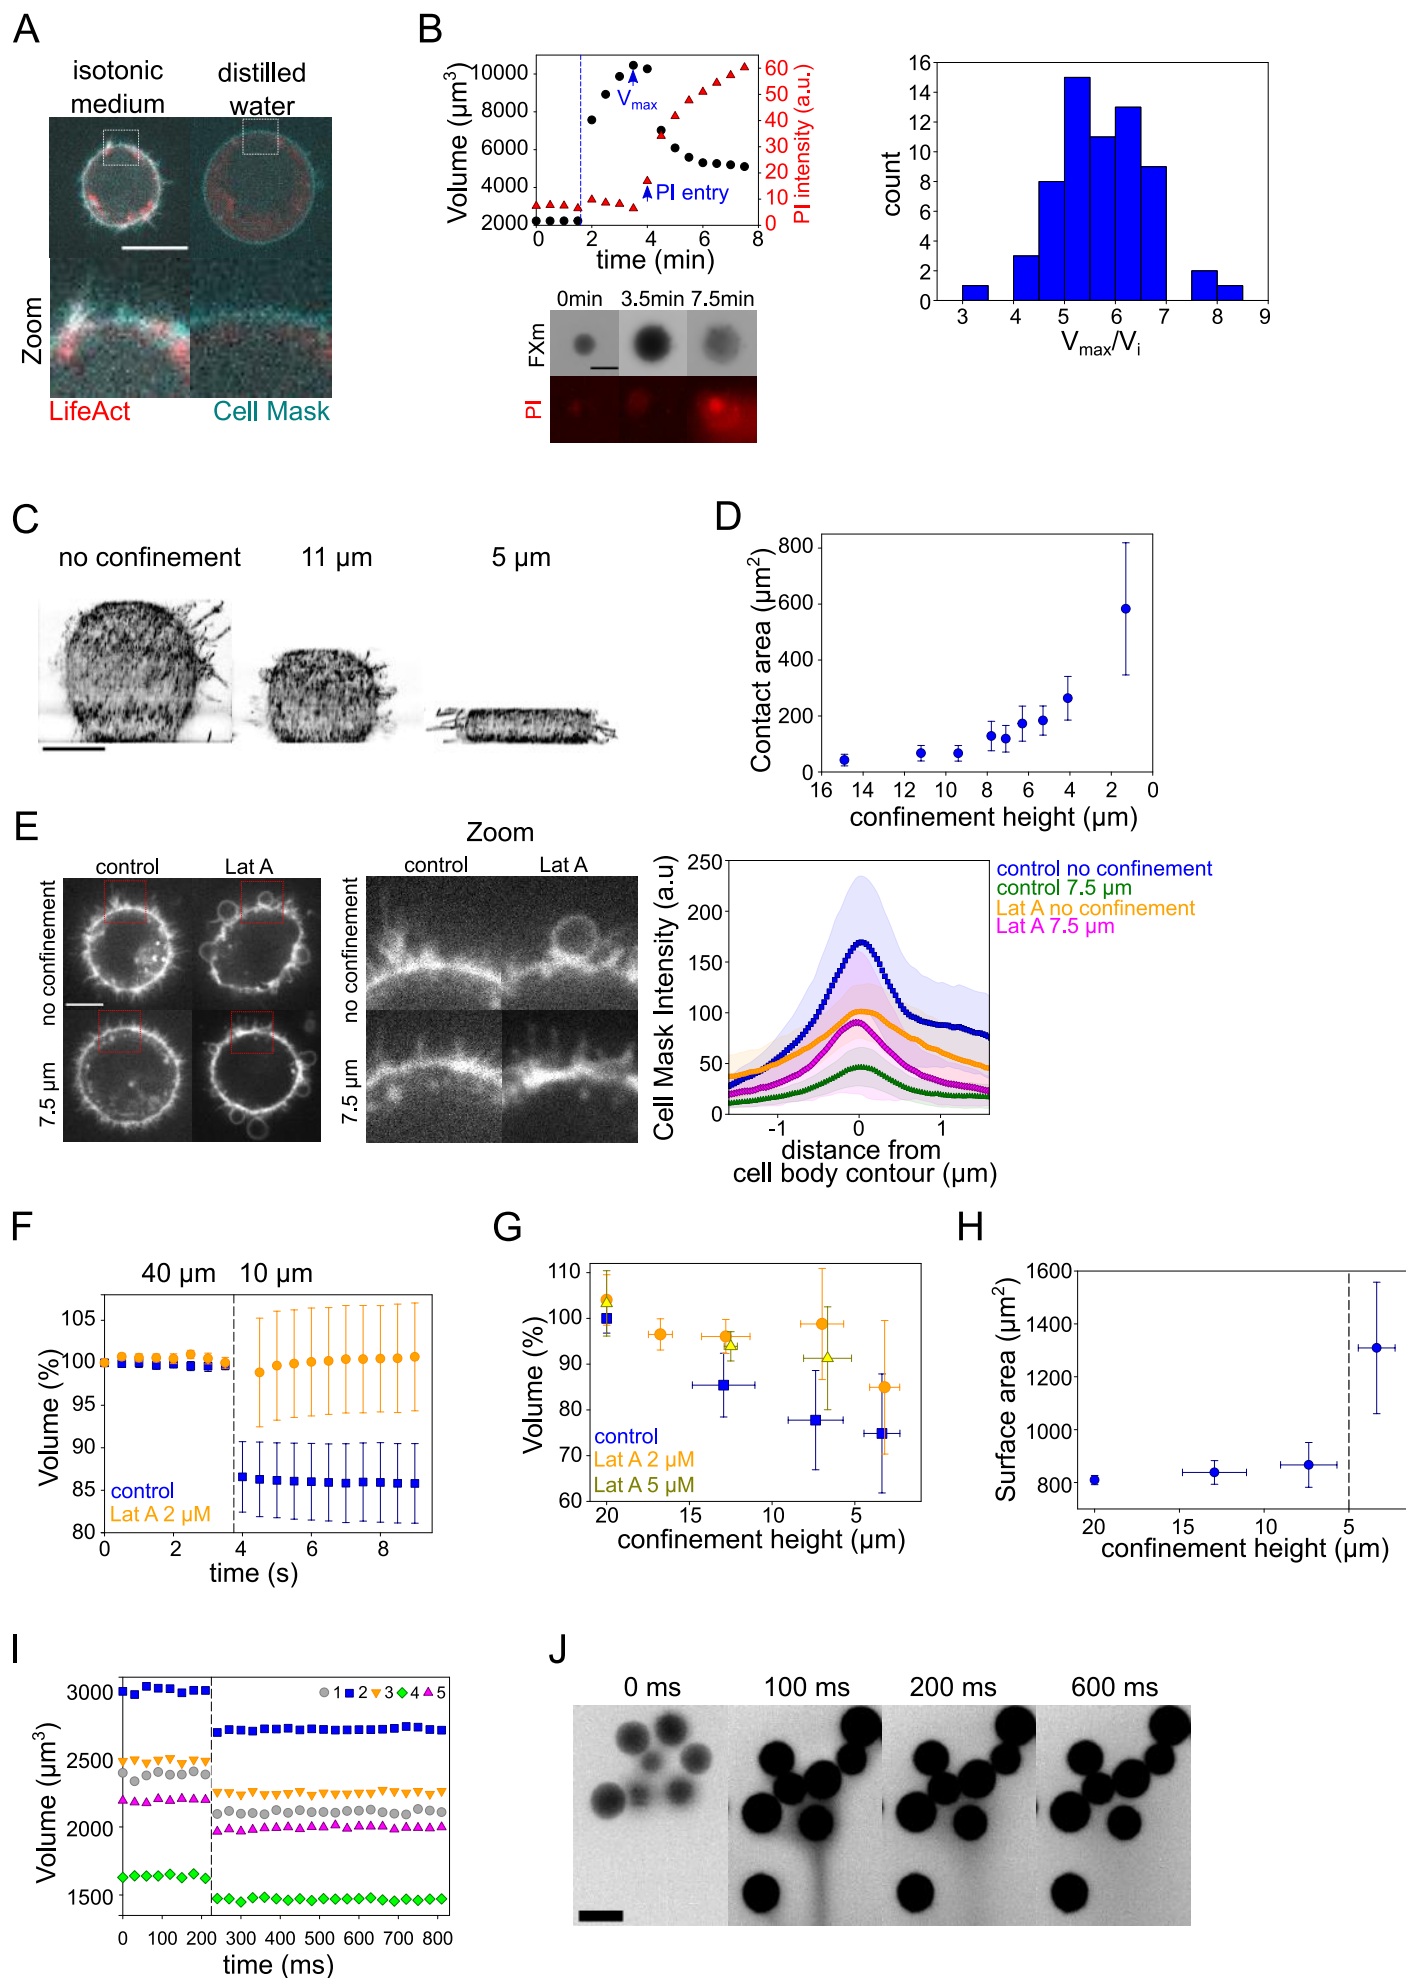 A
isotonic
medium
distilled
water
Zoom
LifeAct
Cell Mask
B
Volume (µm³)
10000
8000
6000
4000
2000
V_max
PI entry
60
50
40
30
20
10
0
PI intensity (a.u.)
0 2 4 6 8
time (min)
0min 3.5min 7.5min
FXm
PI
count
16
14
12
10
8
6
4
2
0
3 4 5 6 7 8 9
V_max/V_i
C
no confinement
11 µm
5 µm
D
Contact area (µm²)
800
600
400
200
0
16 14 12 10 8 6 4 2 0
confinement height (µm)
E
control
Lat A
no confinement
7.5 µm
Zoom
control
Lat A
no confinement
7.5 µm
Cell Mask Intensity (a.u)
250
200
150
100
50
0
-1 0 1
distance from
cell body contour (µm)
control no confinement
control 7.5 µm
Lat A no confinement
Lat A 7.5 µm
F
40 µm
10 µm
Volume (%)
105
100
95
90
85
80
control
Lat A 2 µM
0 2 4 6 8
time (s)
G
Volume (%)
110
100
90
80
70
60
control
Lat A 2 µM
Lat A 5 µM
20 15 10 5
confinement height (µm)
H
Surface area (µm²)
1600
1400
1200
1000
800
20 15 10 5
confinement height (µm)
I
Volume (µm³)
3000
2500
2000
1500
1 2 3 4 5
0 100 200 300 400 500 600 700 800
time (ms)
J
0 ms
100 ms
200 ms
600 ms